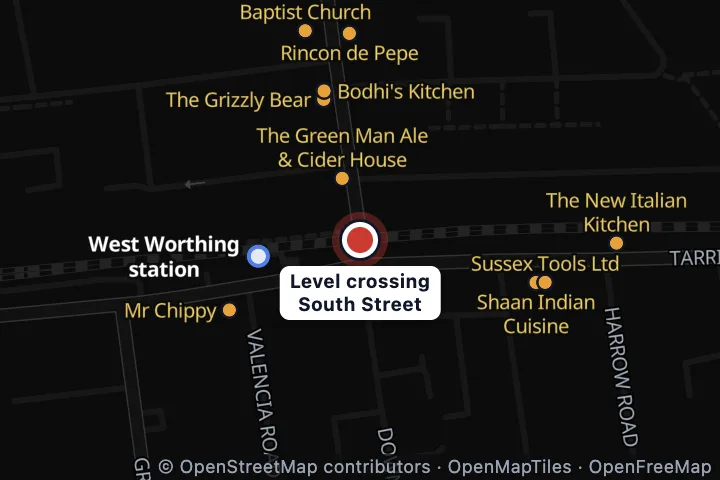 Baptist Church
Rincon de Pepe
Bodhi's Kitchen
The Grizzly Bear
The Green Man Ale
& Cider House
The New Italian
Kitchen
West Worthing
station
Level crossing
South Street
Sussex Tools Ltd
Shaan Indian
Cuisine
Mr Chippy
HARROW ROAD
© OpenStreetMap contributors · OpenMapTiles · OpenFreeMap